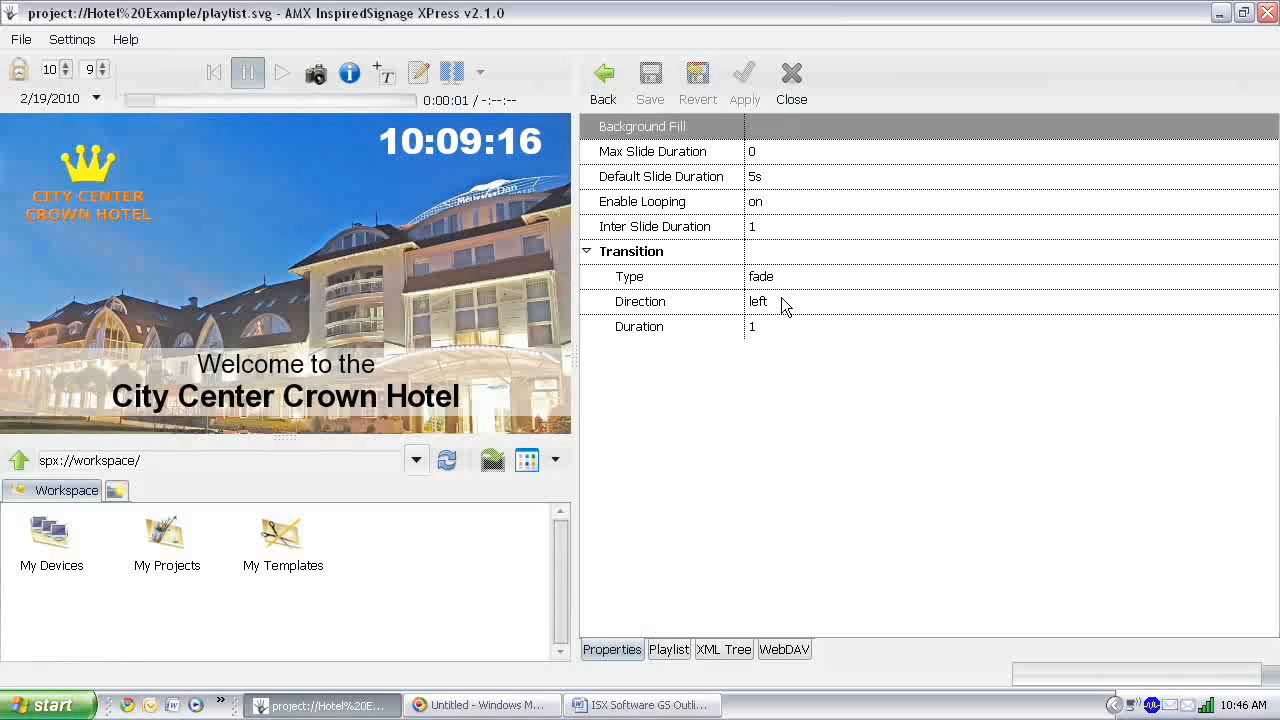 project://Hotel%20Example/playlist.svg - AMX InspiredSignage XPress v2.1.0
File Settings Help
10 9
2/19/2010
0:00:01 / -:--:--
Back Save Revert Apply Close
10:09:16
CITY CENTER
CROWN HOTEL
Welcome to the
City Center Crown Hotel
Background Fill
Max Slide Duration 0
Default Slide Duration 5s
Enable Looping on
Inter Slide Duration 1
Transition
Type fade
Direction left
Duration 1
spx://workspace/
Workspace
My Devices My Projects My Templates
Properties Playlist XML Tree WebDAV
start
project://Hotel%20E...
Untitled - Windows M...
ISX Software GS Outli...
10:46 AM